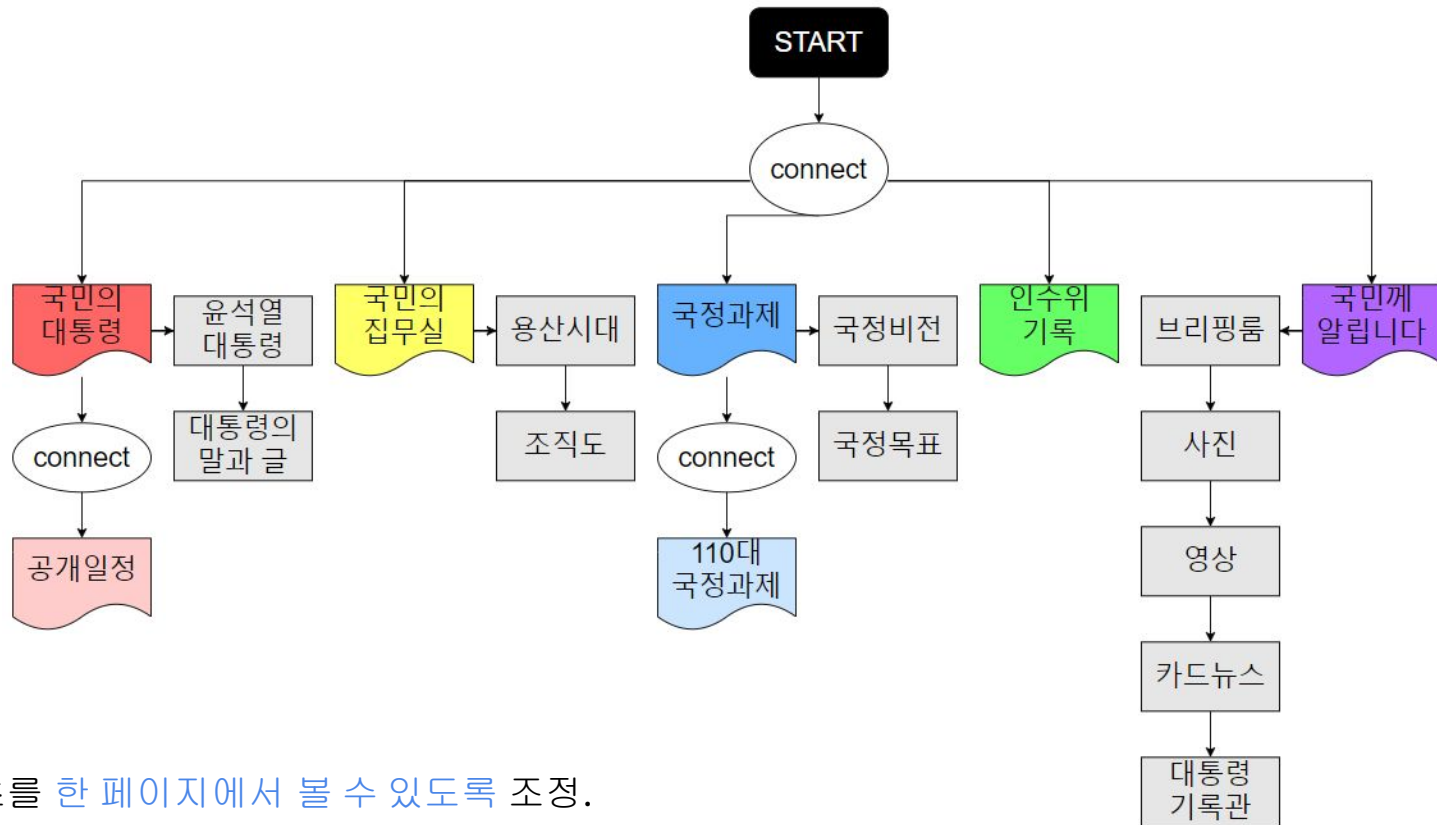 START
connect
국민의
대통령
윤석열
대통령
국민의
집무실
용산시대
국정과제
국정비전
인수위
기록
브리핑룸
국민께
알립니다
connect
대통령의
말과 글
조직도
connect
국정목표
사진
공개일정
110대
국정과제
영상
카드뉴스
대통령
기록관
를 한 페이지에서 볼 수 있도록 조정.